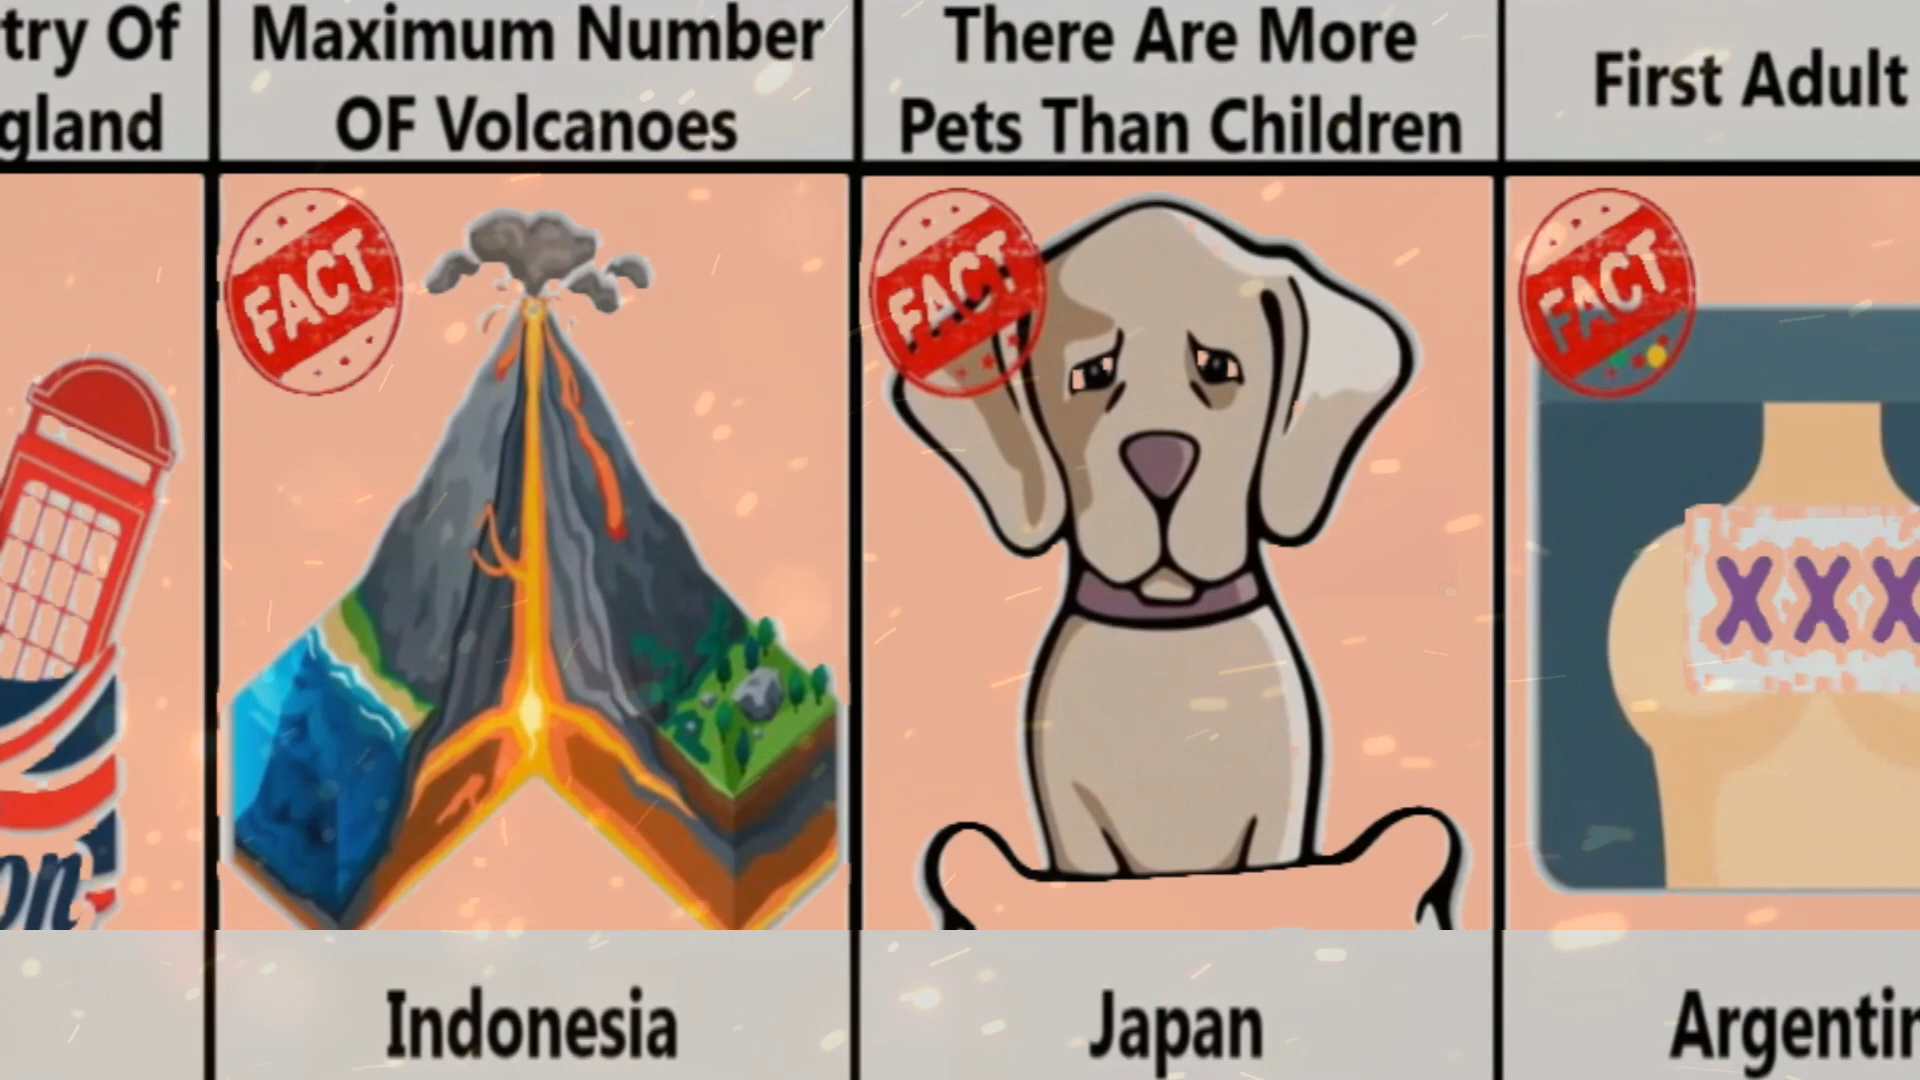 try Of
gland
on
Maximum Number
OF Volcanoes
FACT
Indonesia
There Are More
Pets Than Children
FACT
Japan
First Adult
FACT
XXX
Argentin